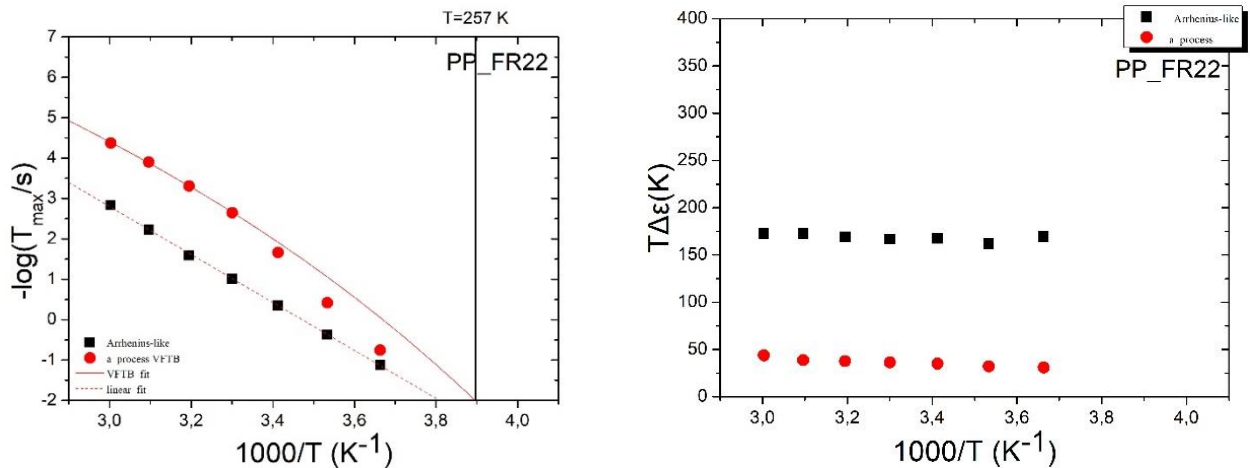 T=257 K
PP_FR22
-log(T_max/s)
7
6
5
4
3
2
1
0
-1
-2
Arrhenius-like
a process VFTB
VFTB fit
linear fit
3,0 3,2 3,4 3,6 3,8 4,0
1000/T (K⁻¹)
Arrhenius-like
a process
PP_FR22
TΔε(K)
400
350
300
250
200
150
100
50
0
3,0 3,2 3,4 3,6 3,8 4,0
1000/T (K⁻¹)